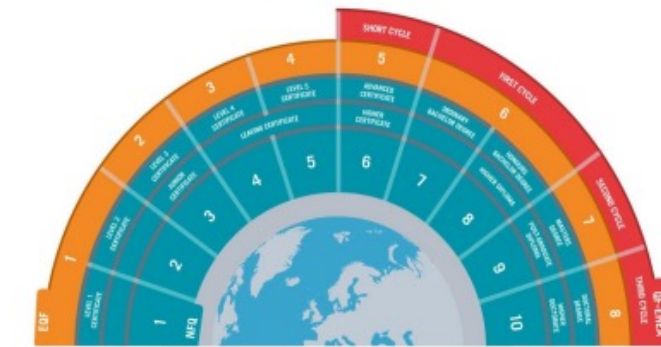 SHORT CYCLE
FIRST CYCLE
SECOND CYCLE
THIRD CYCLE
QF-EHEA
EQF
1
2
3
4
5
6
7
8
LEVEL 1
CERTIFICATE
LEVEL 2
CERTIFICATE
LEVEL 3
CERTIFICATE
JUNIOR
CERTIFICATE
LEVEL 4
CERTIFICATE
LEVEL 5
CERTIFICATE
LEAVING CERTIFICATE
ADVANCED
CERTIFICATE
HIGHER
CERTIFICATE
ORDINARY
BACHELOR DEGREE
HONOURS
BACHELOR DEGREE
HIGHER DIPLOMA
MASTERS
DEGREE
POST-GRADUATE
DIPLOMA
DOCTORAL
DEGREE
HIGHER
DOCTORATE
NFQ
1
2
3
4
5
6
7
8
9
10